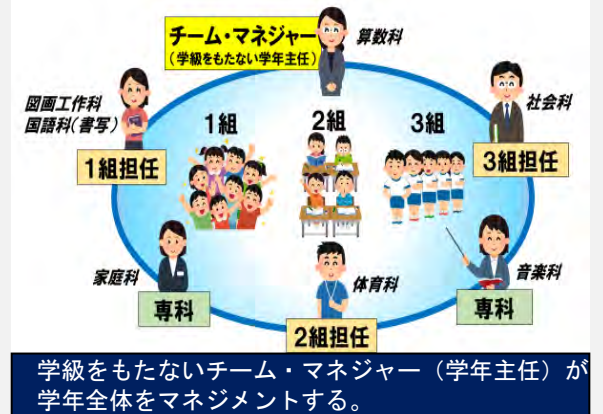 チーム・マネジャー
（学級をもたない学年主任）
算数科
図画工作科
国語科（書写）
社会科
1組
2組
3組
1組担任
3組担任
家庭科
体育科
音楽科
専科
専科
2組担任
学級をもたないチーム・マネジャー（学年主任）が
学年全体をマネジメントする。